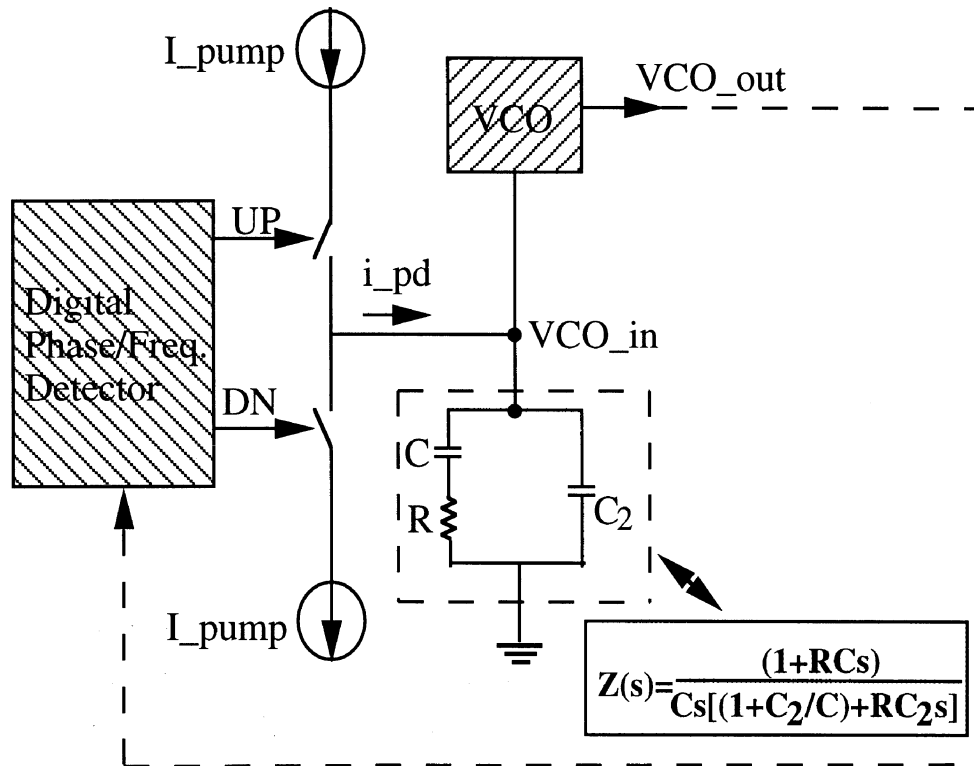 I_pump
VCO_out
VCO
UP
i_pd
Digital
Phase/Freq.
Detector
VCO_in
DN
C
R
C₂
I_pump
Z(s)=(1+RCs)/Cs[(1+C₂/C)+RC₂s]